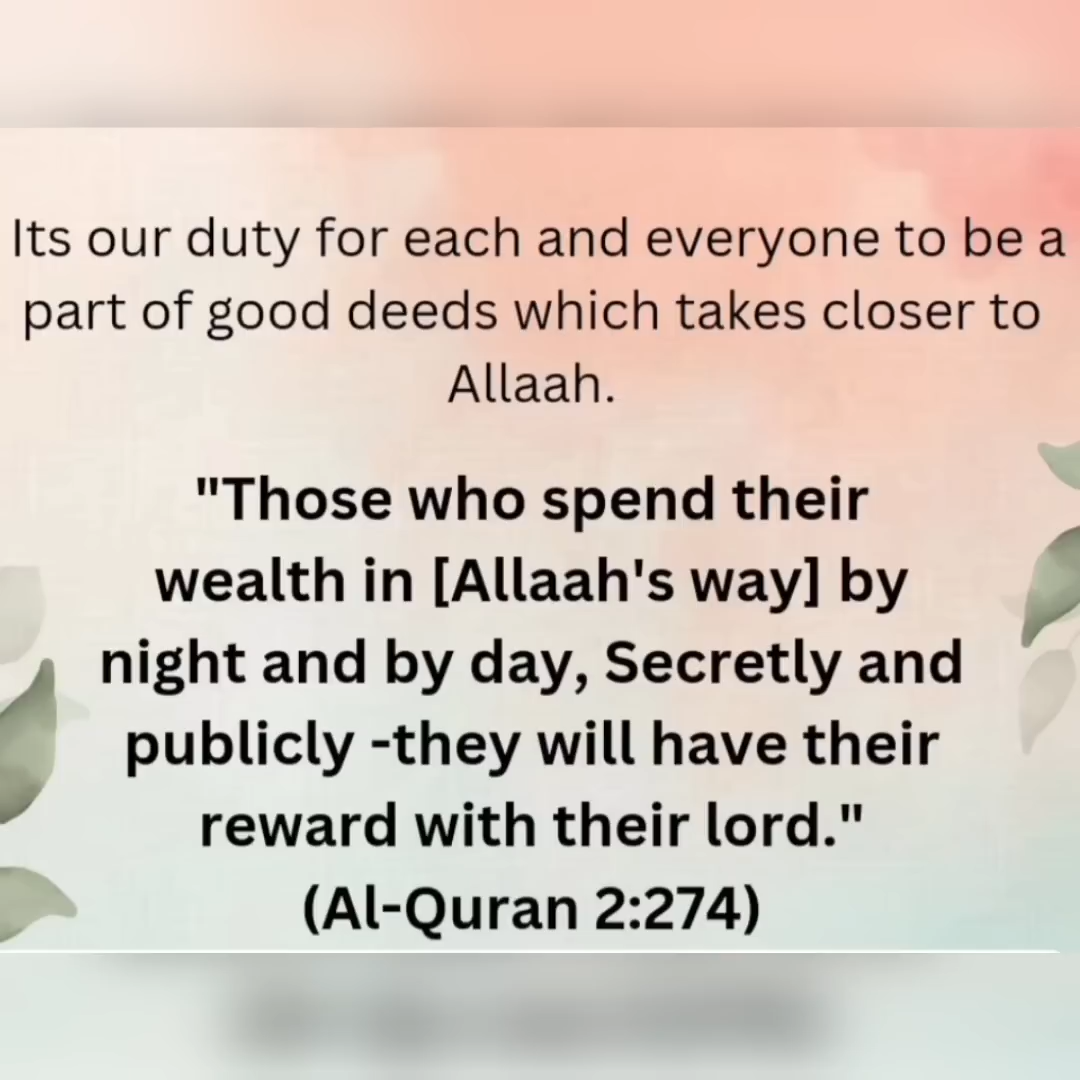 Its our duty for each and everyone to be a
part of good deeds which takes closer to
Allaah.
"Those who spend their
wealth in [Allaah's way] by
night and by day, Secretly and
publicly -they will have their
reward with their lord."
(Al-Quran 2:274)